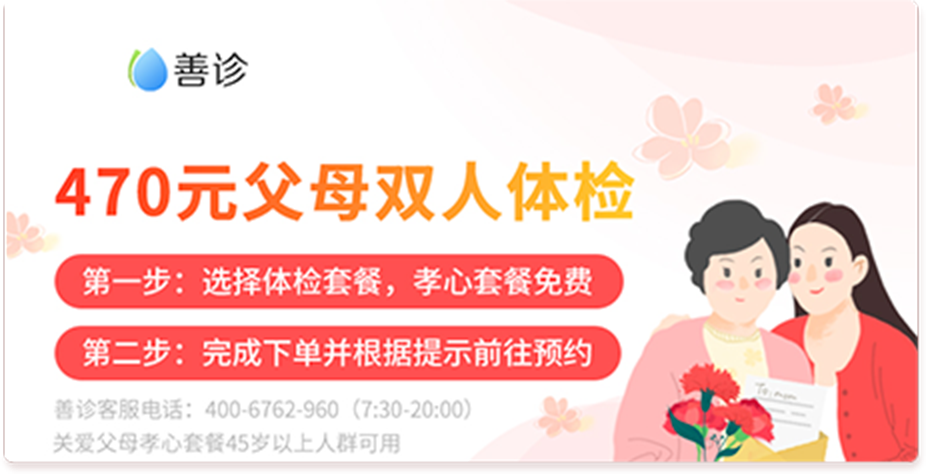 善诊
470元父母双人体检
第一步：选择体检套餐，孝心套餐免费
第二步：完成下单并根据提示前往预约
善诊客服电话：400-6762-960（7:30-20:00）
关爱父母孝心套餐45岁以上人群可用
To: mom